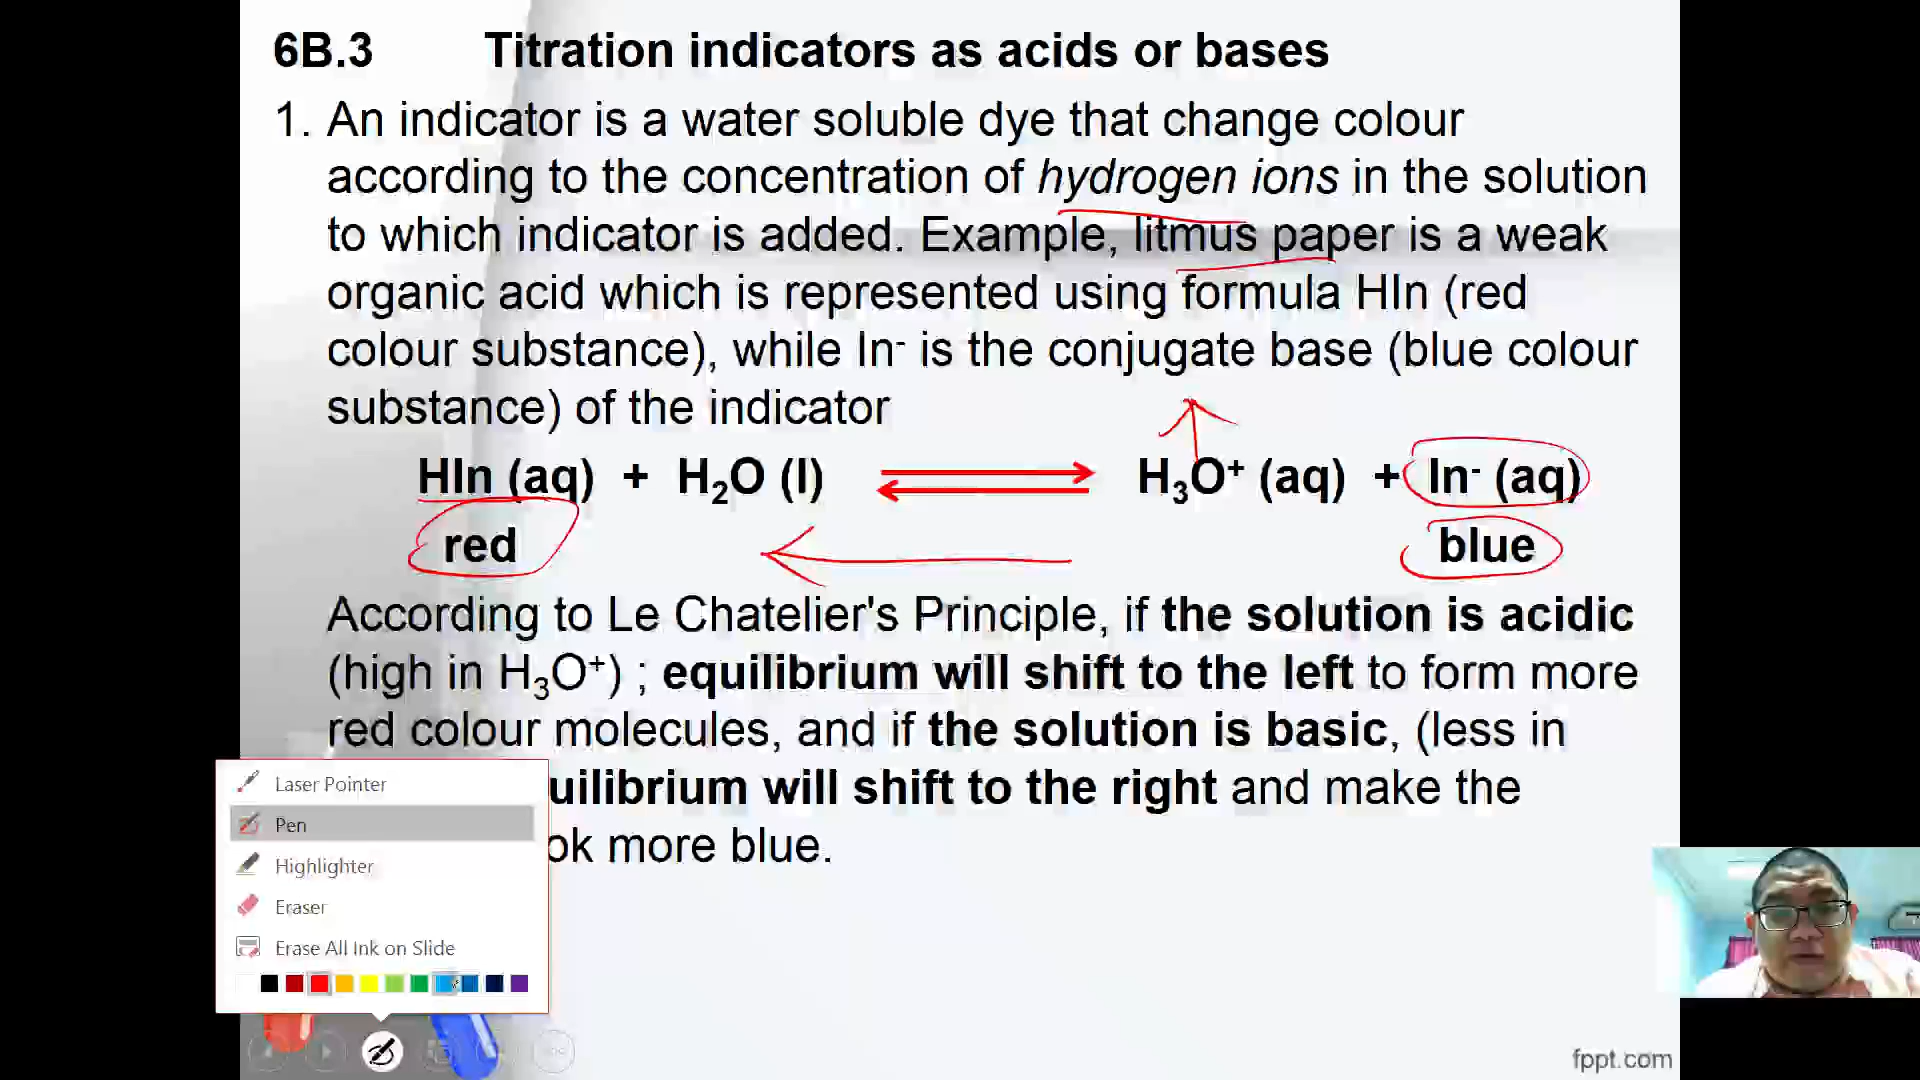 6B.3 Titration indicators as acids or bases
1. An indicator is a water soluble dye that change colour
according to the concentration of hydrogen ions in the solution
to which indicator is added. Example, litmus paper is a weak
organic acid which is represented using formula HIn (red
colour substance), while In⁻ is the conjugate base (blue colour
substance) of the indicator
HIn (aq) + H₂O (l) ⇌ H₃O⁺ (aq) + In⁻ (aq)
red blue
According to Le Chatelier's Principle, if the solution is acidic
(high in H₃O⁺) ; equilibrium will shift to the left to form more
red colour molecules, and if the solution is basic, (less in
uilibrium will shift to the right and make the
ok more blue.
Laser Pointer
Pen
Highlighter
Eraser
Erase All Ink on Slide
fppt.com